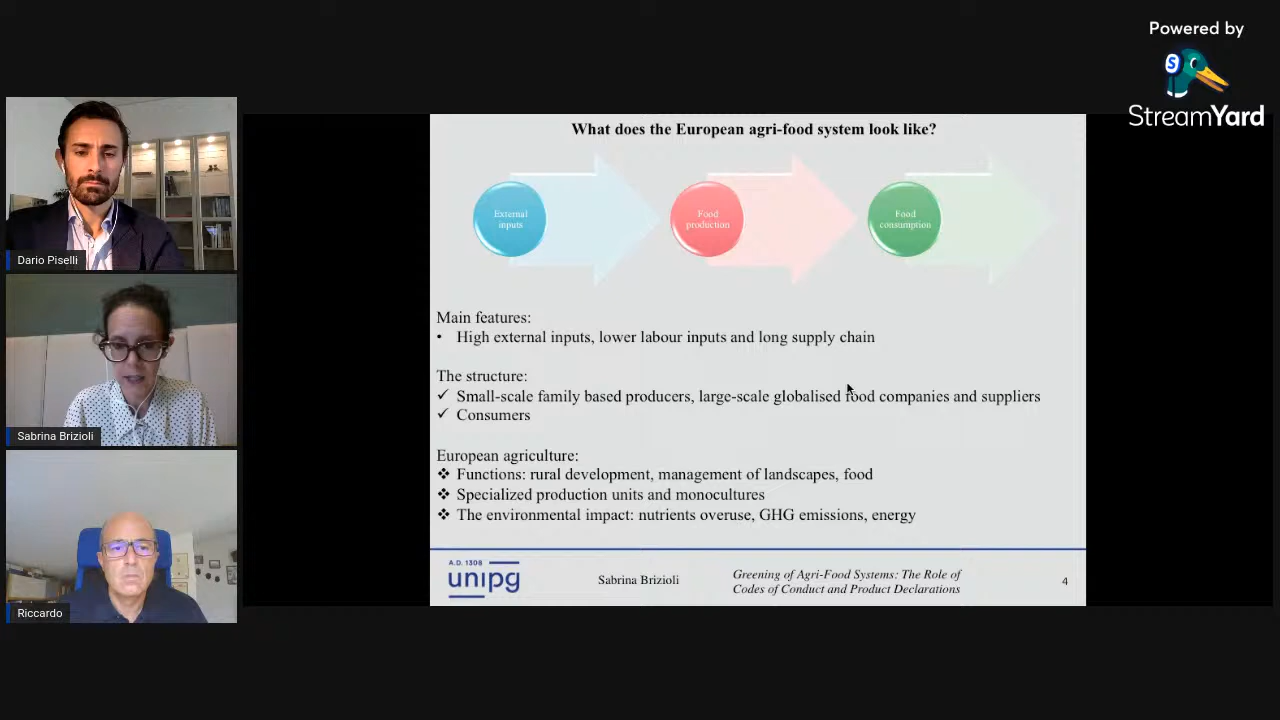 Powered by
StreamYard
Dario Piselli
Sabrina Brizioli
Riccardo
What does the European agri-food system look like?
External
inputs
Food
production
Food
consumption
Main features:
• High external inputs, lower labour inputs and long supply chain
The structure:
✓ Small-scale family based producers, large-scale globalised food companies and suppliers
✓ Consumers
European agriculture:
❖ Functions: rural development, management of landscapes, food
❖ Specialized production units and monocultures
❖ The environmental impact: nutrients overuse, GHG emissions, energy
A.D. 1308
unipg
Sabrina Brizioli
Greening of Agri-Food Systems: The Role of
Codes of Conduct and Product Declarations
4